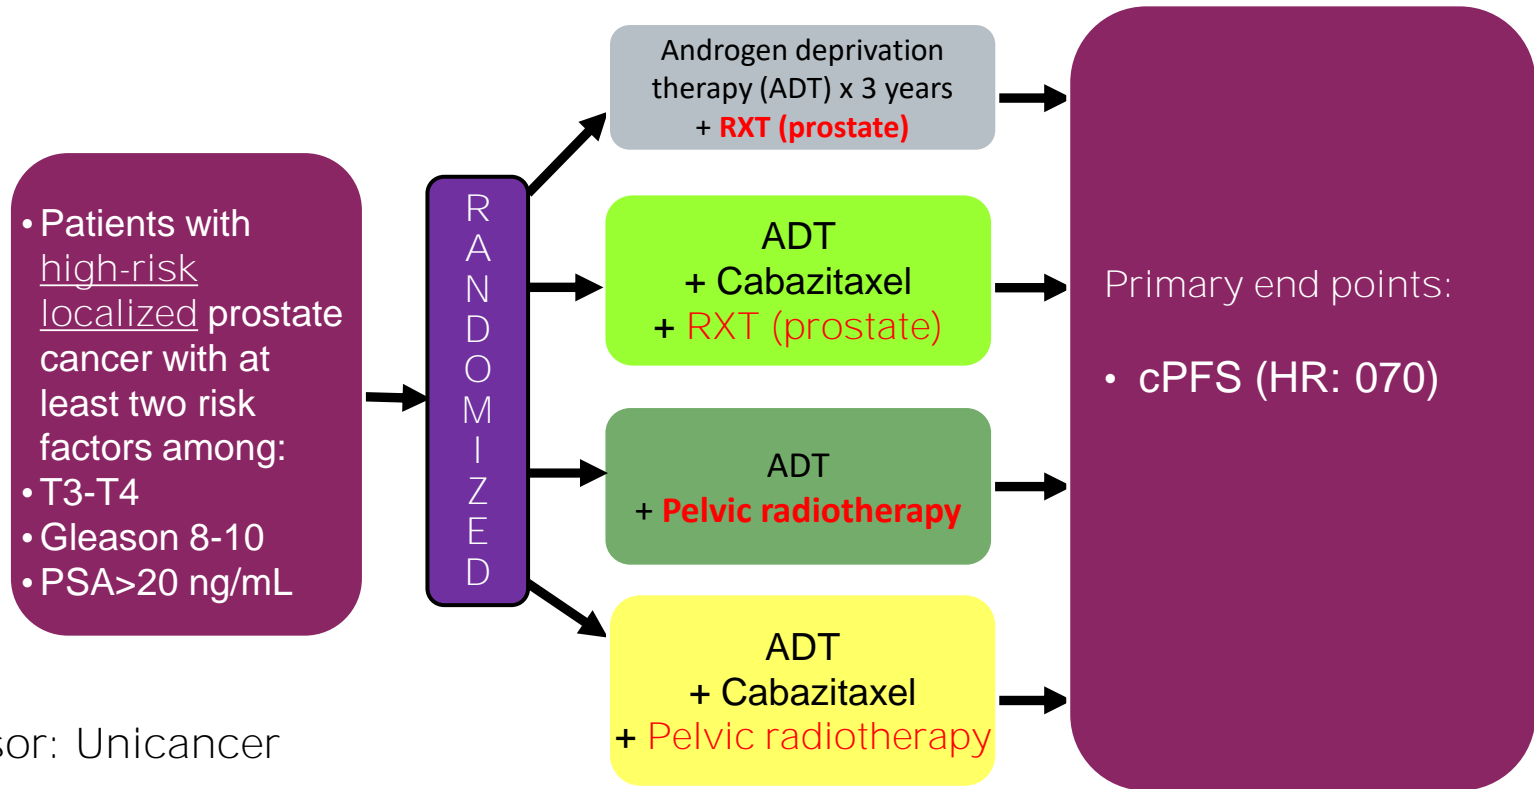 • Patients with
high-risk
localized prostate
cancer with at
least two risk
factors among:
• T3-T4
• Gleason 8-10
• PSA>20 ng/mL
RANDOMIZED
Androgen deprivation
therapy (ADT) x 3 years
+ RXT (prostate)
ADT
+ Cabazitaxel
+ RXT (prostate)
ADT
+ Pelvic radiotherapy
ADT
+ Cabazitaxel
+ Pelvic radiotherapy
Primary end points:
• cPFS (HR: 070)
sor: Unicancer